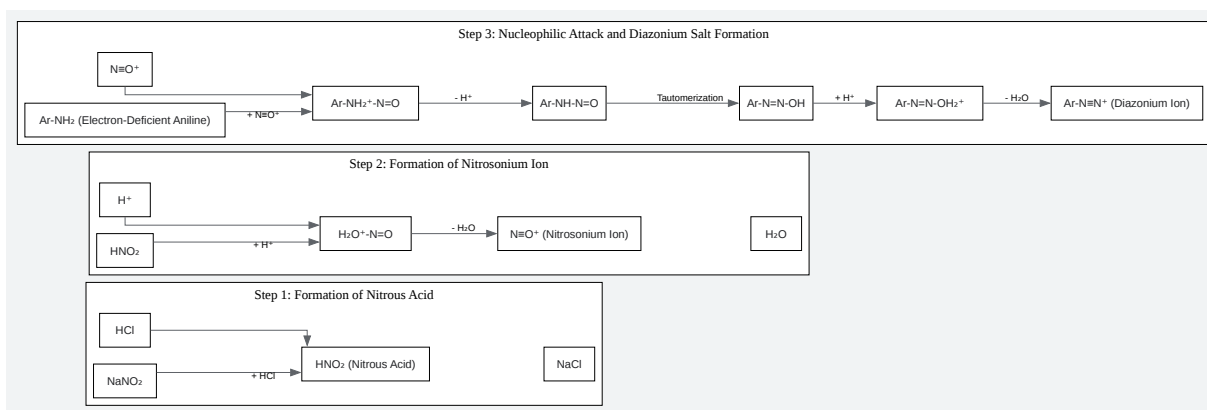 Step 3: Nucleophilic Attack and Diazonium Salt Formation
N≡O⁺
Ar-NH₂ (Electron-Deficient Aniline)
+ N≡O⁺
Ar-NH₂⁺-N=O
- H⁺
Ar-NH-N=O
Tautomerization
Ar-N=N-OH
+ H⁺
Ar-N=N-OH₂⁺
- H₂O
Ar-N≡N⁺ (Diazonium Ion)
Step 2: Formation of Nitrosonium Ion
H⁺
HNO₂
+ H⁺
H₂O⁺-N=O
- H₂O
N≡O⁺ (Nitrosonium Ion)
H₂O
Step 1: Formation of Nitrous Acid
HCl
NaNO₂
+ HCl
HNO₂ (Nitrous Acid)
NaCl